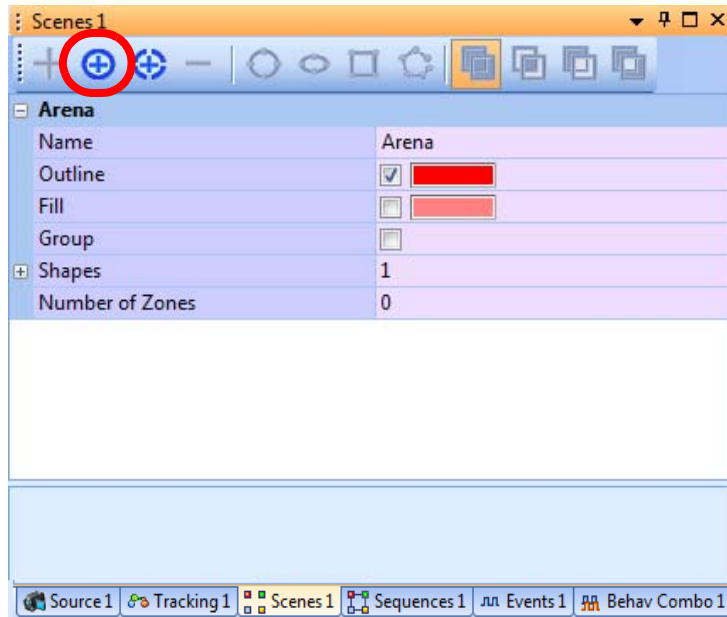 Scenes 1
Arena
Name Arena
Outline
Fill
Group
Shapes 1
Number of Zones 0
Source 1 Tracking 1 Scenes 1 Sequences 1 Events 1 Behav Combo 1